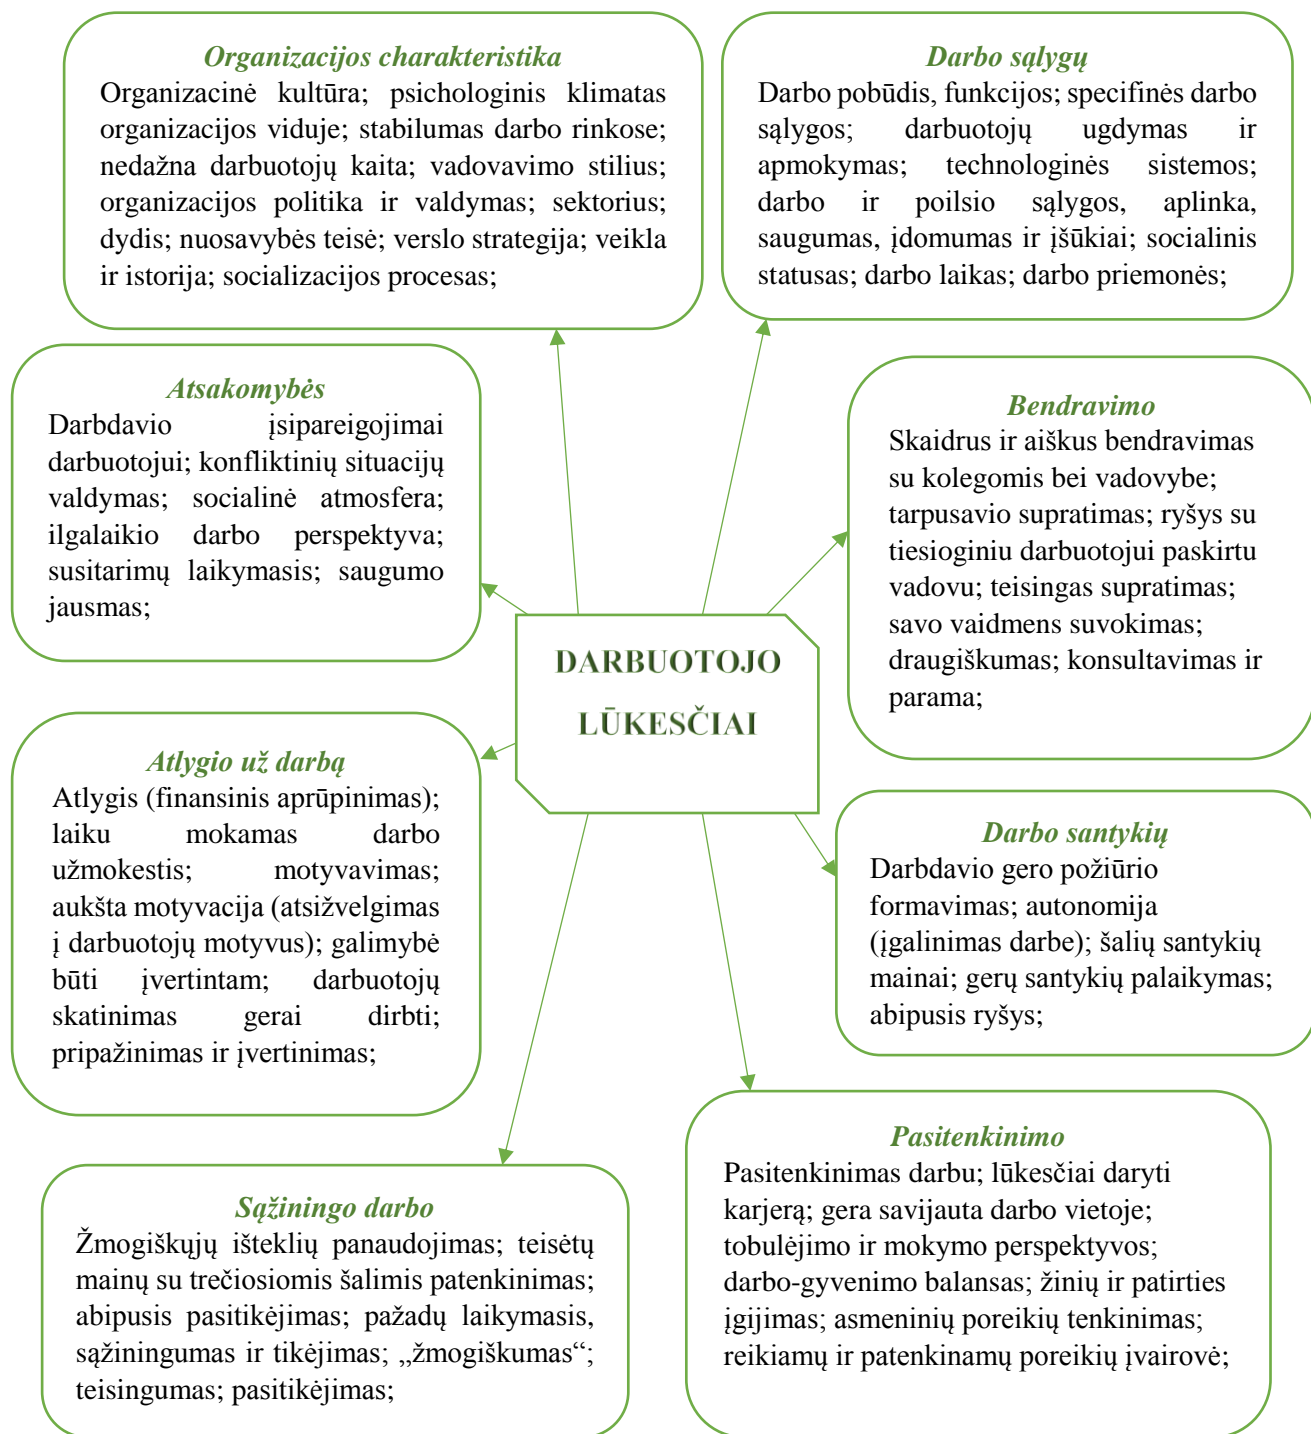 Organizacijos charakteristika
Organizacinė kultūra; psichologinis klimatas
organizacijos viduje; stabilumas darbo rinkose;
nedažna darbuotojų kaita; vadovavimo stilius;
organizacijos politika ir valdymas; sektorius;
dydis; nuosavybės teisė; verslo strategija; veikla
ir istorija; socializacijos procesas;
Darbo sąlygų
Darbo pobūdis, funkcijos; specifinės darbo
sąlygos; darbuotojų ugdymas ir
apmokymas; technologinės sistemos;
darbo ir poilsio sąlygos, aplinka,
saugumas, įdomumas ir iššūkiai; socialinis
statusas; darbo laikas; darbo priemonės;
Atsakomybės
Darbdavio įsipareigojimai
darbuotojui; konfliktinių situacijų
valdymas; socialinė atmosfera;
ilgalaikio darbo perspektyva;
susitarimų laikymasis; saugumo
jausmas;
Bendravimo
Skaidrus ir aiškus bendravimas
su kolegomis bei vadovybe;
tarpusavio supratimas; ryšys su
tiesioginiu darbuotojui paskirtu
vadovu; teisingas supratimas;
savo vaidmens suvokimas;
draugiškumas; konsultavimas ir
parama;
DARBUOTOJO
LŪKESČIAI
Atlygio už darbą
Atlygis (finansinis aprūpinimas);
laiku mokamas darbo
užmokestis; motyvavimas;
aukšta motyvacija (atsižvelgimas
į darbuotojų motyvus); galimybė
būti įvertintam; darbuotojų
skatinimas gerai dirbti;
pripažinimas ir įvertinimas;
Darbo santykių
Darbdavio gero požiūrio
formavimas; autonomija
(įgalinimas darbe); šalių santykių
mainai; gerų santykių palaikymas;
abipusis ryšys;
Sąžiningo darbo
Žmogiškųjų išteklių panaudojimas; teisėtų
mainų su trečiosiomis šalimis patenkinimas;
abipusis pasitikėjimas; pažadų laikymasis,
sąžiningumas ir tikėjimas; „žmogiškumas“;
teisingumas; pasitikėjimas;
Pasitenkinimo
Pasitenkinimas darbu; lūkesčiai daryti
karjerą; gera savijauta darbo vietoje;
tobulėjimo ir mokymo perspektyvos;
darbo-gyvenimo balansas; žinių ir patirties
įgijimas; asmeninių poreikių tenkinimas;
reikiamų ir patenkinamų poreikių įvairovė;